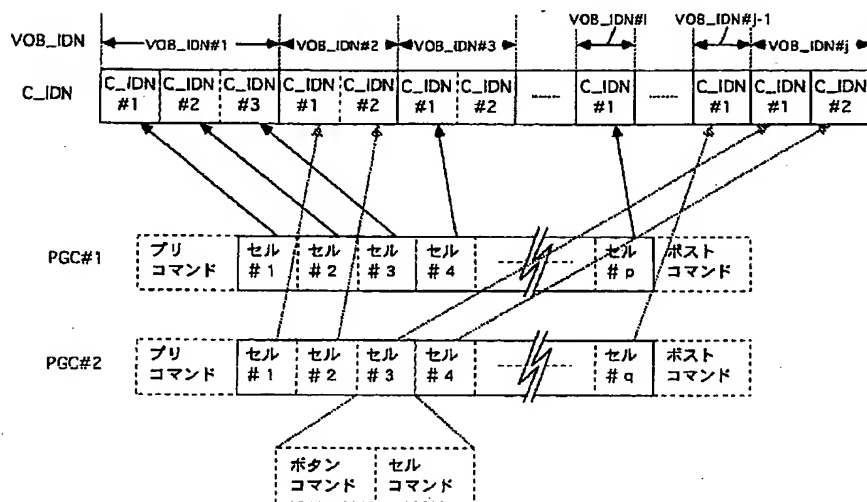 VOB_IDN
VOB_IDN#1 VOB_IDN#2 VOB_IDN#3 VOB_IDN#i VOB_IDN#j-1 VOB_IDN#j
C_IDN
C_IDN #1
C_IDN #2
C_IDN #3
C_IDN #1
C_IDN #2
C_IDN #1
C_IDN #2
C_IDN #1
C_IDN #1
C_IDN #1
C_IDN #2
PGC#1
プリ
コマンド
セル
#1
セル
#2
セル
#3
セル
#4
セル
#p
ポスト
コマンド
PGC#2
プリ
コマンド
セル
#1
セル
#2
セル
#3
セル
#4
セル
#q
ポスト
コマンド
ボタン
コマンド
セル
コマンド